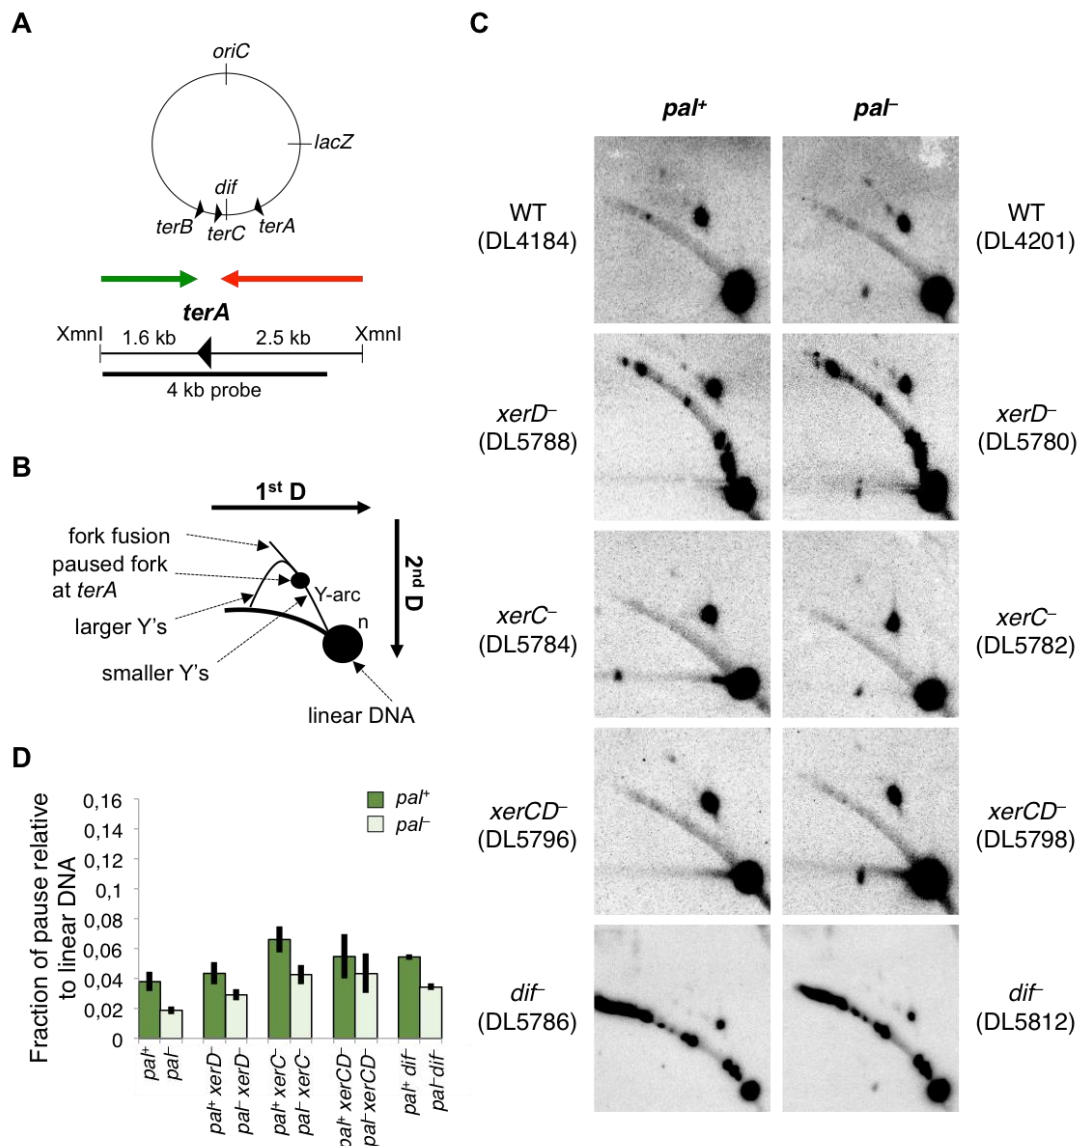 A
oriC
lacZ
dif
terB
terC
terA
terA
XmnI
1.6 kb
2.5 kb
XmnI
4 kb probe
B
1st D
2nd D
fork fusion
paused fork
at terA
larger Y's
smaller Y's
Y-arc
n
linear DNA
C
pal+
pal–
WT
(DL4184)
WT
(DL4201)
xerD–
(DL5788)
xerD–
(DL5780)
xerC–
(DL5784)
xerC–
(DL5782)
xerCD–
(DL5796)
xerCD–
(DL5798)
dif–
(DL5786)
dif–
(DL5812)
D
Fraction of pause relative
to linear DNA
0,16
0,14
0,12
0,1
0,08
0,06
0,04
0,02
0
pal+
pal–
pal+
pal–
pal+ xerD–
pal– xerD–
pal+ xerC–
pal– xerC–
pal+ xerCD–
pal– xerCD–
pal+ dif–
pal– dif–